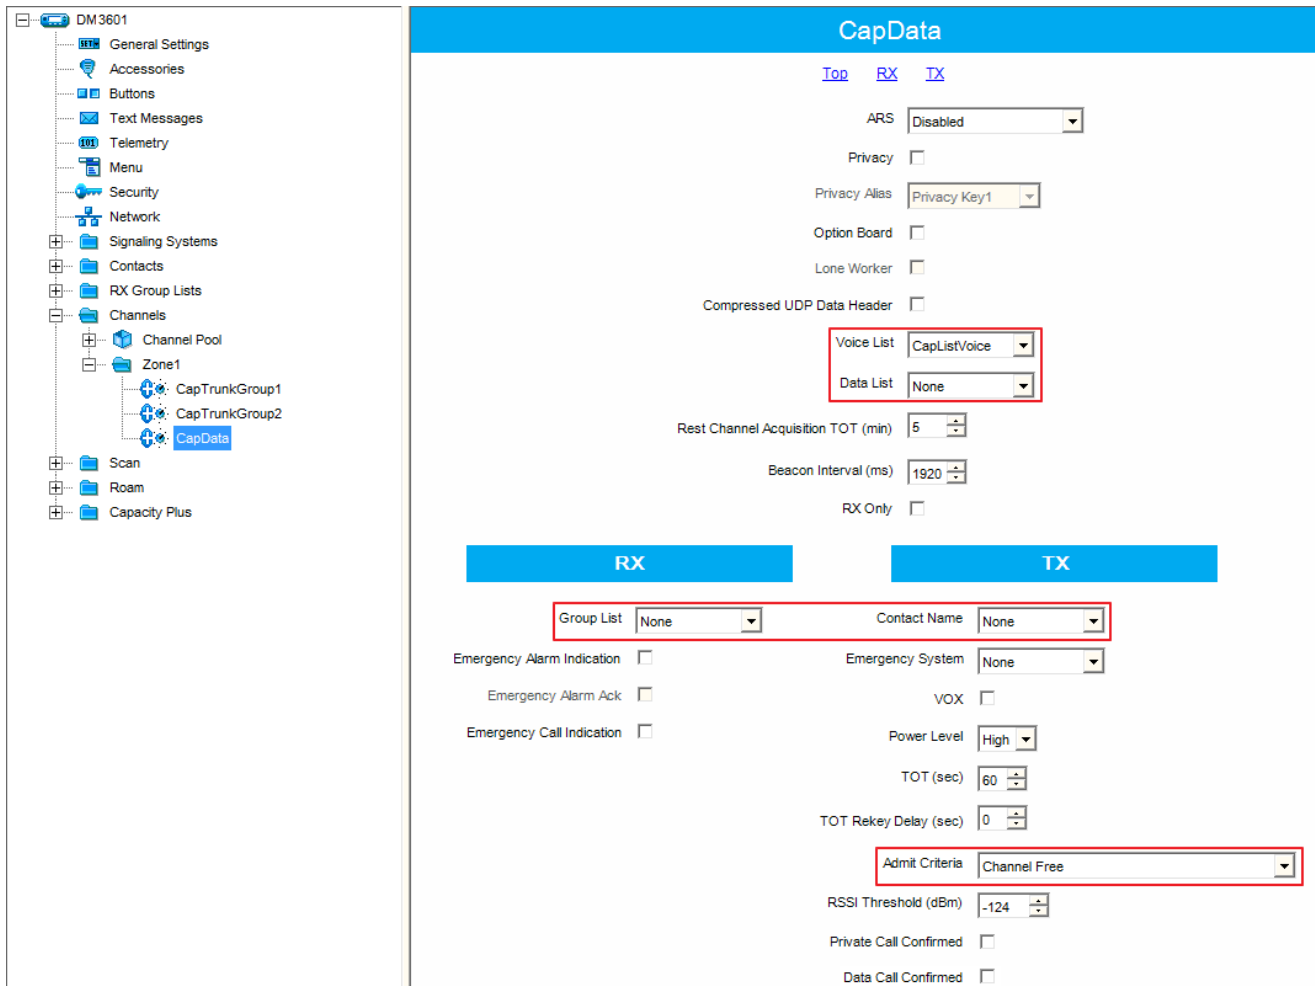 DM3601
General Settings
Accessories
Buttons
Text Messages
Telemetry
Menu
Security
Network
Signaling Systems
Contacts
RX Group Lists
Channels
Channel Pool
Zone1
CapTrunkGroup1
CapTrunkGroup2
CapData
Scan
Roam
Capacity Plus
CapData
Top RX TX
ARS Disabled
Privacy
Privacy Alias Privacy Key1
Option Board
Lone Worker
Compressed UDP Data Header
Voice List CapListVoice
Data List None
Rest Channel Acquisition TOT (min) 5
Beacon Interval (ms) 1920
RX Only
RX TX
Group List None Contact Name None
Emergency Alarm Indication Emergency System None
Emergency Alarm Ack VOX
Emergency Call Indication Power Level High
TOT (sec) 60
TOT Rekey Delay (sec) 0
Admit Criteria Channel Free
RSSI Threshold (dBm) -124
Private Call Confirmed
Data Call Confirmed